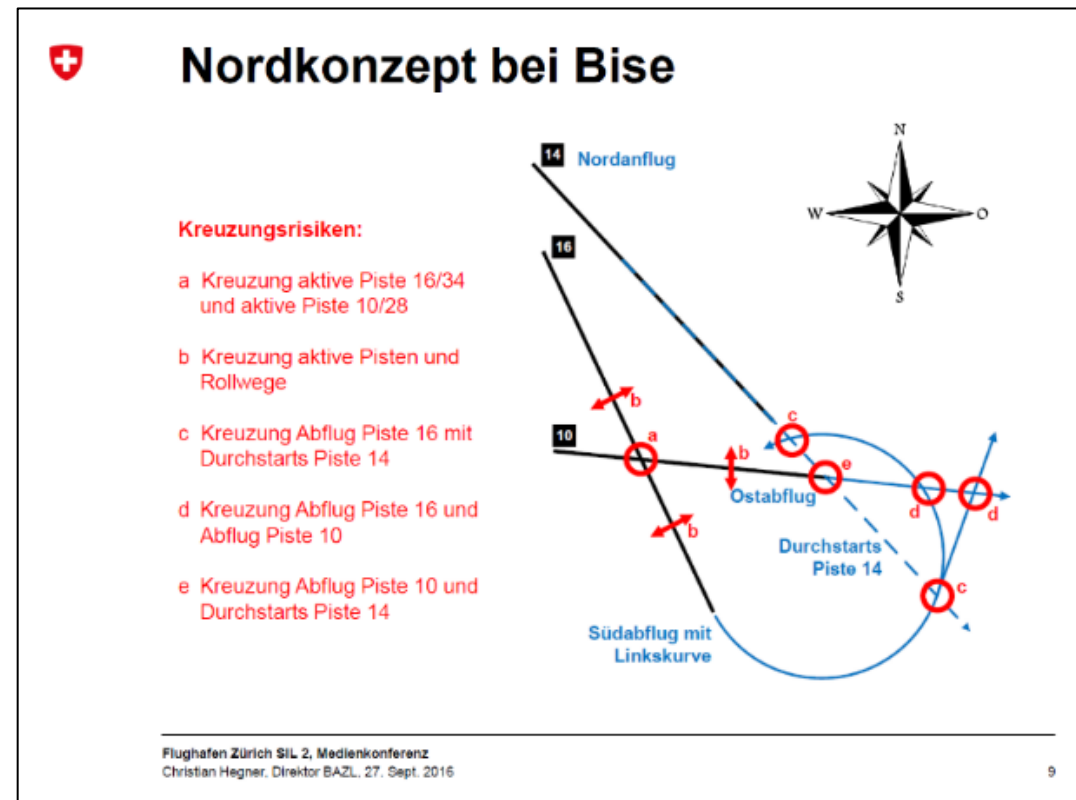 Nordkonzept bei Bise
N
W
O
S
14 Nordanflug
16
10
Kreuzungsrisiken:
a Kreuzung aktive Piste 16/34
und aktive Piste 10/28
b Kreuzung aktive Pisten und
Rollwege
c Kreuzung Abflug Piste 16 mit
Durchstarts Piste 14
d Kreuzung Abflug Piste 16 und
Abflug Piste 10
e Kreuzung Abflug Piste 10 und
Durchstarts Piste 14
b
a
c
b
e
Ostabflug
d
d
b
Durchstarts
Piste 14
c
Südabflug mit
Linkskurve
Flughafen Zürich SIL 2, Medienkonferenz
Christian Hegner, Direktor BAZL, 27. Sept. 2016
9